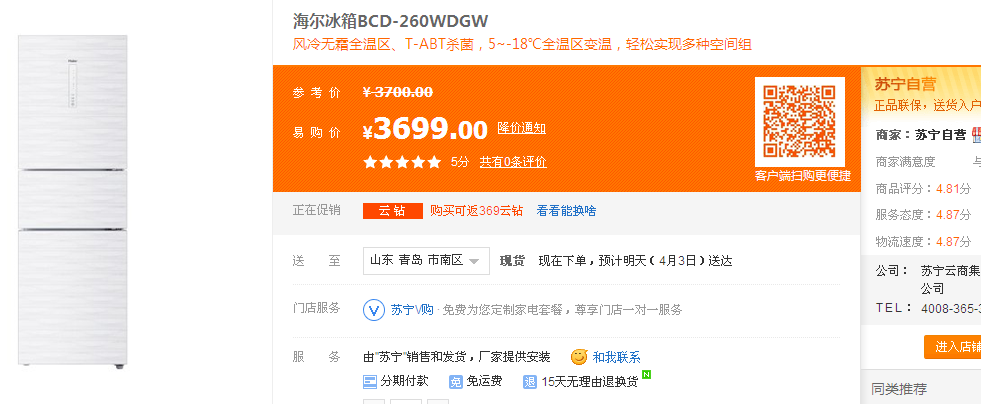 海尔冰箱BCD-260WDGW
风冷无霜全温区、T-ABT杀菌，5~-18℃全温区变温，轻松实现多种空间组
参考价 ¥ 3700.00
易购价 ¥3699.00 降价通知
5分 共有0条评价
客户端扫购更便捷
正在促销 云钻 购买可返369云钻 看看能换啥
送至 山东 青岛 市南区 现货 现在下单，预计明天（4月3日）送达
门店服务 V 苏宁V购 · 免费为您定制家电套餐，尊享门店一对一服务
服务 由"苏宁"销售和发货，厂家提供安装 和我联系
分期付款 免 免运费 退 15天无理由退换货 N
苏宁自营
正品联保，送货入户
商家：苏宁自营
商家满意度 与
商品评分：4.81分
服务态度：4.87分
物流速度：4.87分
公司： 苏宁云商集
公司
TEL： 4008-365-3
进入店铺
同类推荐